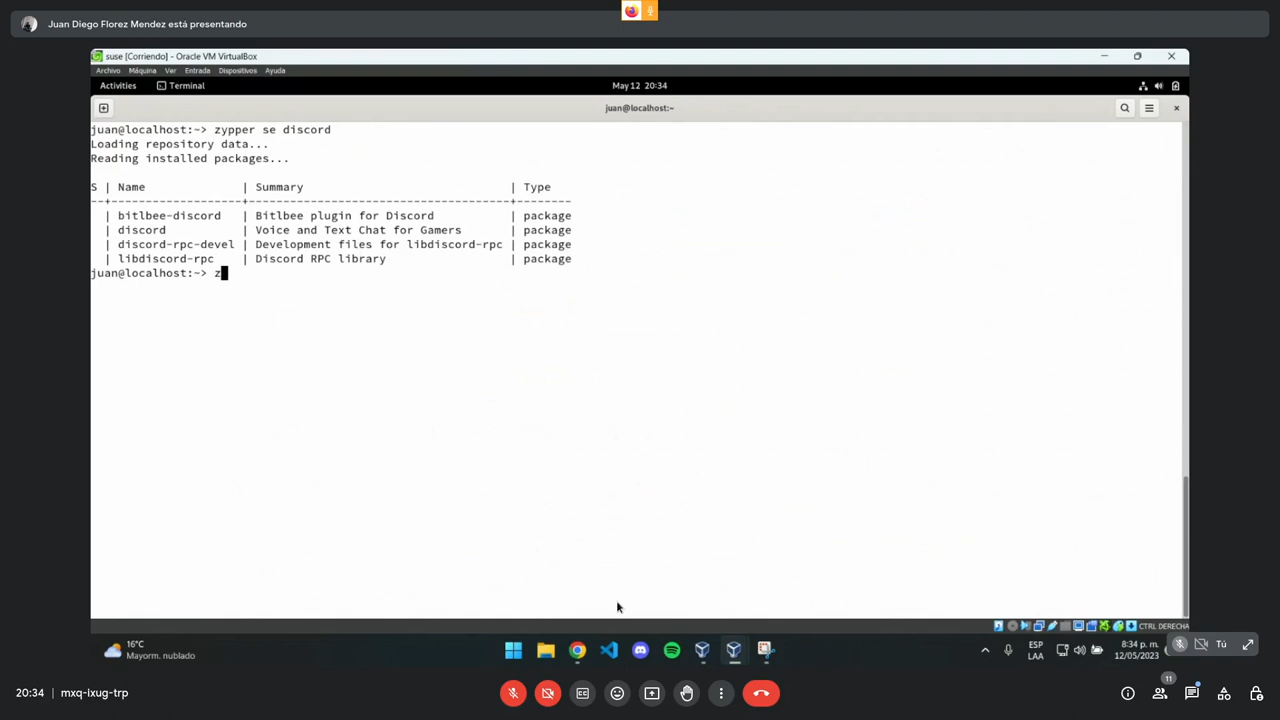 Juan Diego Florez Mendez está presentando
suse [Corriendo] - Oracle VM VirtualBox
Archivo Máquina Ver Entrada Dispositivos Ayuda
Activities Terminal May 12 20:34
juan@localhost:~
juan@localhost:~> zypper se discord
Loading repository data...
Reading installed packages...
S | Name | Summary | Type
--+-------------------+-------------------------------------+--------
| bitlbee-discord | Bitlbee plugin for Discord | package
| discord | Voice and Text Chat for Gamers | package
| discord-rpc-devel | Development files for libdiscord-rpc | package
| libdiscord-rpc | Discord RPC library | package
juan@localhost:~> z
CTRL DERECHA
16°C
Mayorm. nublado
ESP
LAA
8:34 p. m.
12/05/2023
Tú
20:34 mxq-ixug-trp
11